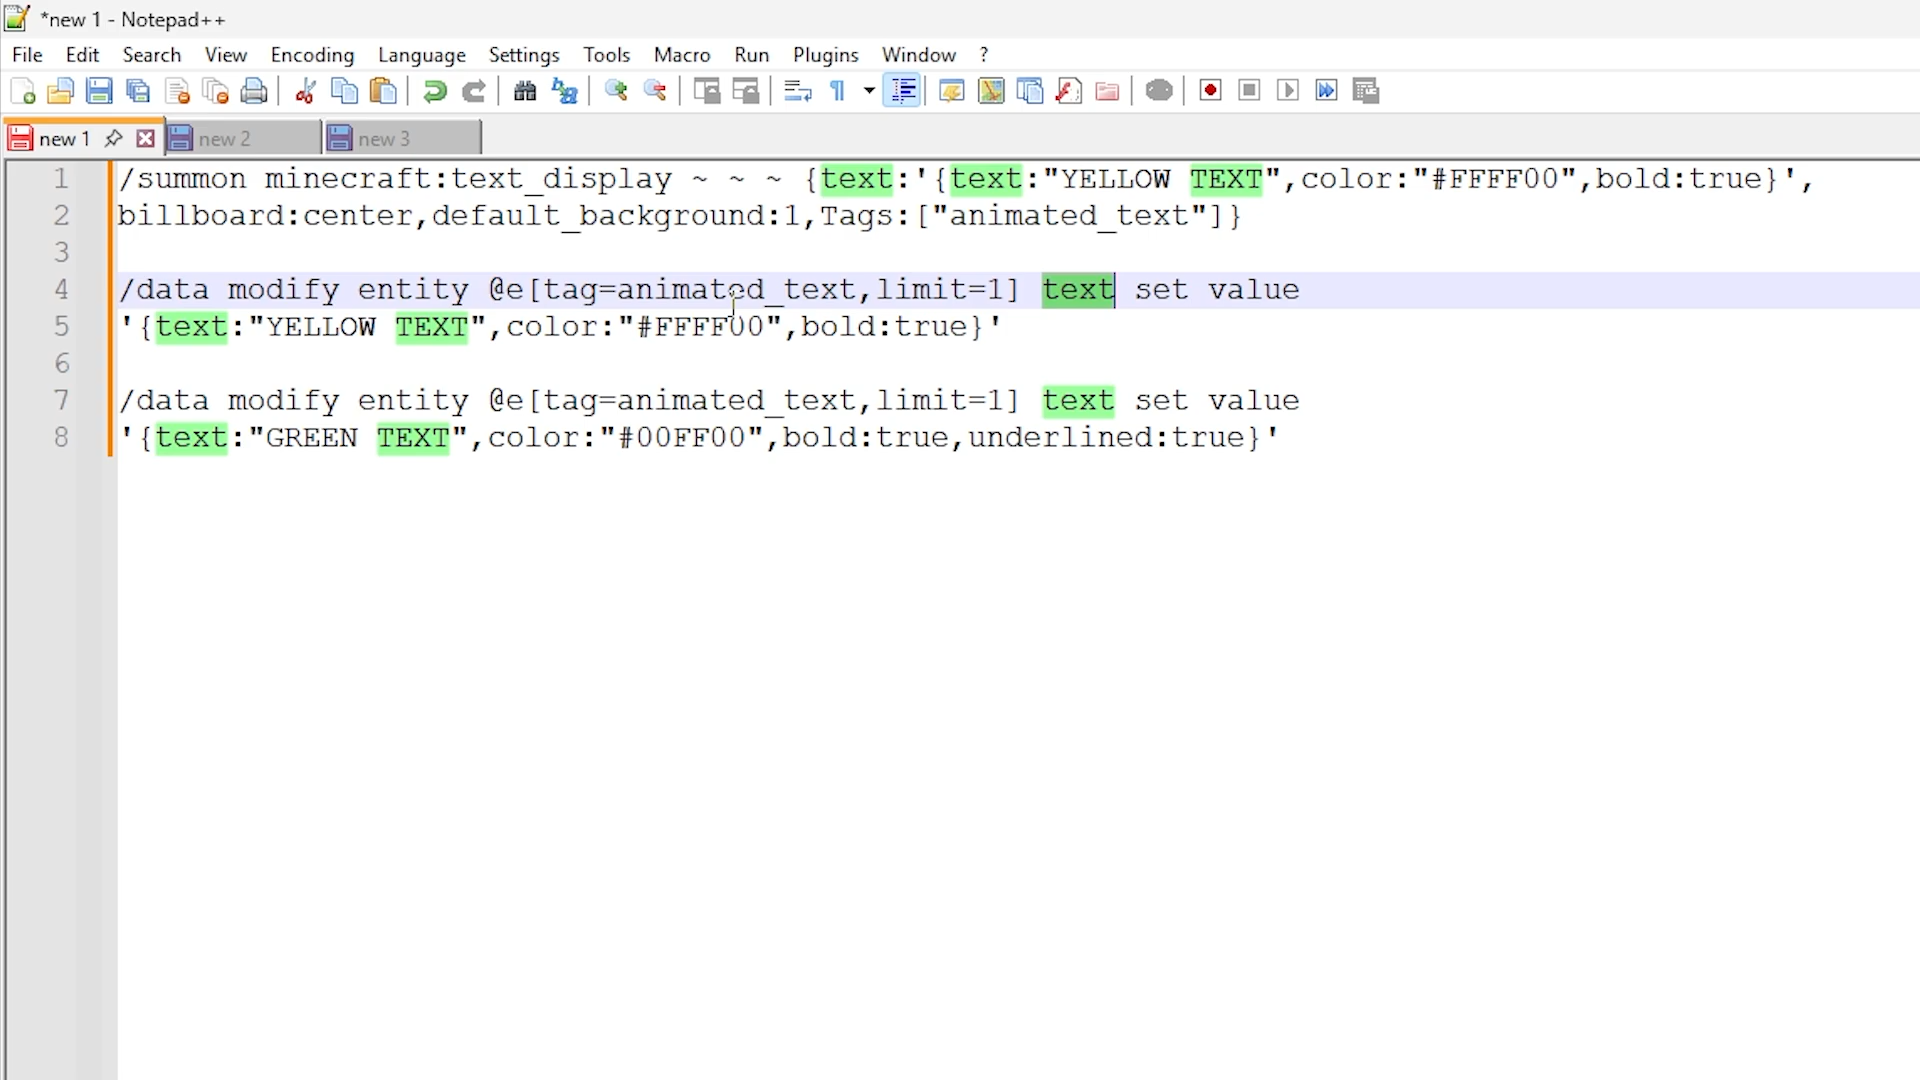 *new 1 - Notepad++
File Edit Search View Encoding Language Settings Tools Macro Run Plugins Window ?
new 1 new 2 new 3
1 /summon minecraft:text_display ~ ~ ~ {text:'{text:"YELLOW TEXT",color:"#FFFF00",bold:true}',
2 billboard:center,default_background:1,Tags:["animated_text"]}
3
4 /data modify entity @e[tag=animated_text,limit=1] text set value
5 '{text:"YELLOW TEXT",color:"#FFFF00",bold:true}'
6
7 /data modify entity @e[tag=animated_text,limit=1] text set value
8 '{text:"GREEN TEXT",color:"#00FF00",bold:true,underlined:true}'